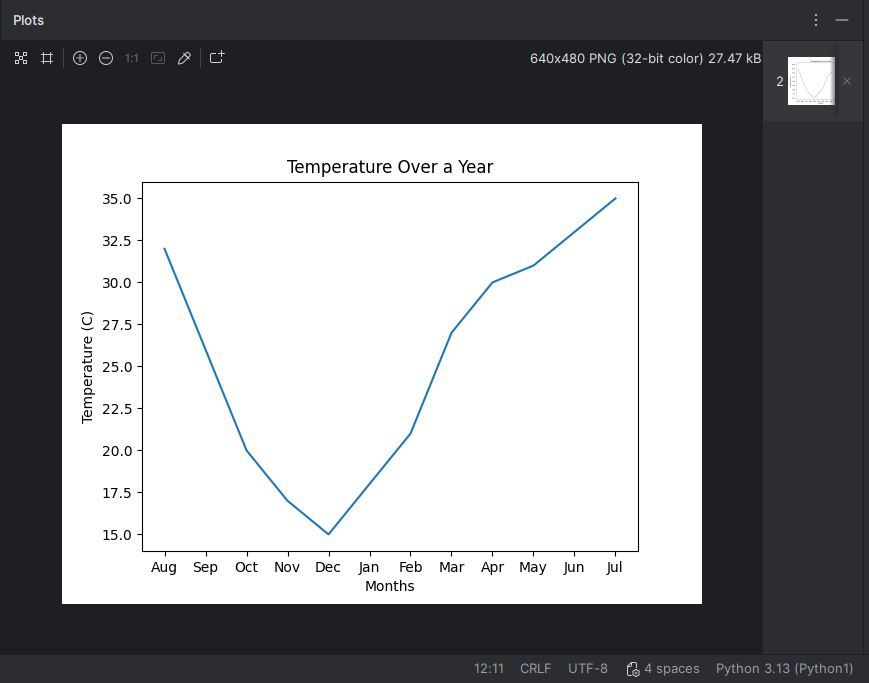 Plots
1:1
640x480 PNG (32-bit color) 27.47 kB
2
Temperature Over a Year
35.0
32.5
30.0
27.5
25.0
22.5
20.0
17.5
15.0
Temperature (C)
Aug Sep Oct Nov Dec Jan Feb Mar Apr May Jun Jul
Months
12:11 CRLF UTF-8 4 spaces Python 3.13 (Python1)